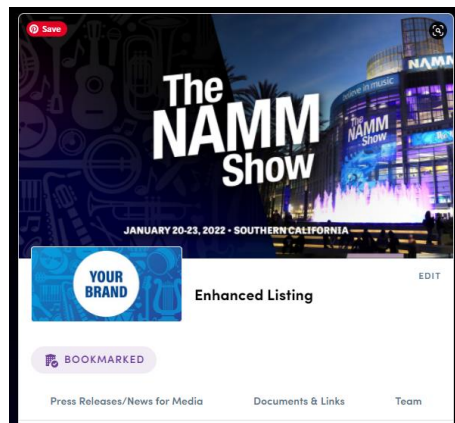 Save
The
NAMM
Show
believe in music
NAMM
The
NAMM
Show
JANUARY 20-23, 2022 • SOUTHERN CALIFORNIA
YOUR
BRAND
Enhanced Listing
EDIT
BOOKMARKED
Press Releases/News for Media Documents & Links Team